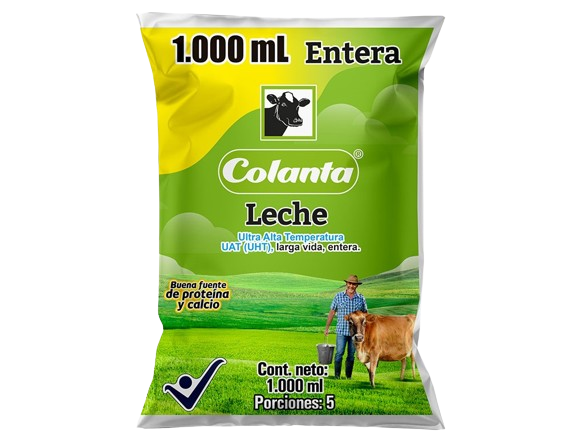 1.000 mL Entera
Colanta®
Leche
Ultra Alta Temperatura
UAT (UHT), larga vida, entera.
Buena fuente
de proteína
y calcio
Cont. neto:
1.000 ml
Porciones: 5